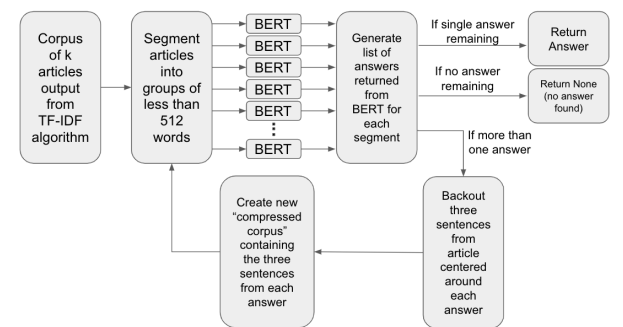 Corpus
of k
articles
output
from
TF-IDF
algorithm
Segment
articles
into
groups of
less than
512
words
BERT
BERT
BERT
BERT
BERT
BERT
Generate
list of
answers
returned
from
BERT for
each
segment
If single answer
remaining
Return
Answer
If no answer
remaining
Return None
(no answer
found)
If more than
one answer
Backout
three
sentences
from
article
centered
around
each
answer
Create new
“compressed
corpus”
containing
the three
sentences
from each
answer